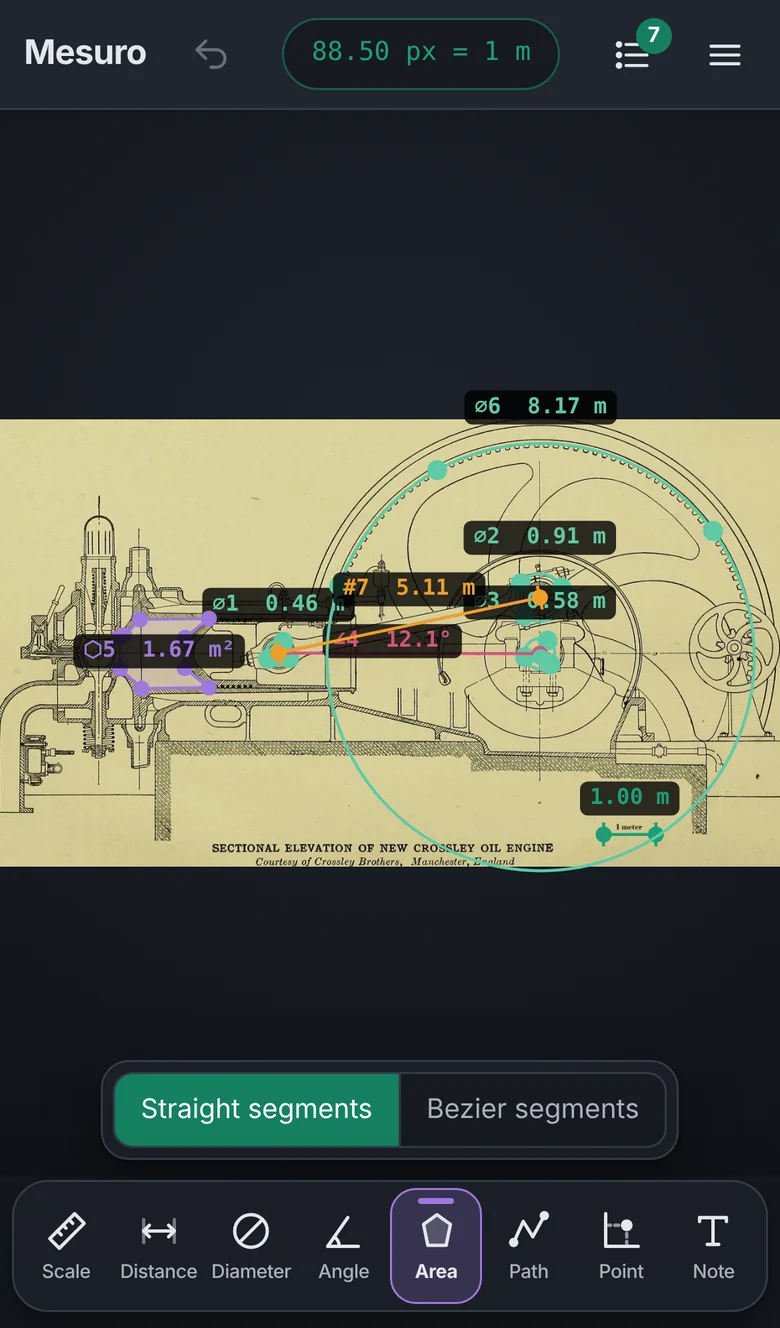 Mesuro
88.50 px = 1 m
7
⌀6 8.17 m
⌀2 0.91 m
#7 5.11 m
⌀1 0.46 m
⌀3 0.58 m
∠4 12.1°
⬡5 1.67 m²
1.00 m
1 meter
SECTIONAL ELEVATION OF NEW CROSSLEY OIL ENGINE
Courtesy of Crossley Brothers, Manchester, England
Straight segments
Bezier segments
Scale
Distance
Diameter
Angle
Area
Path
Point
Note